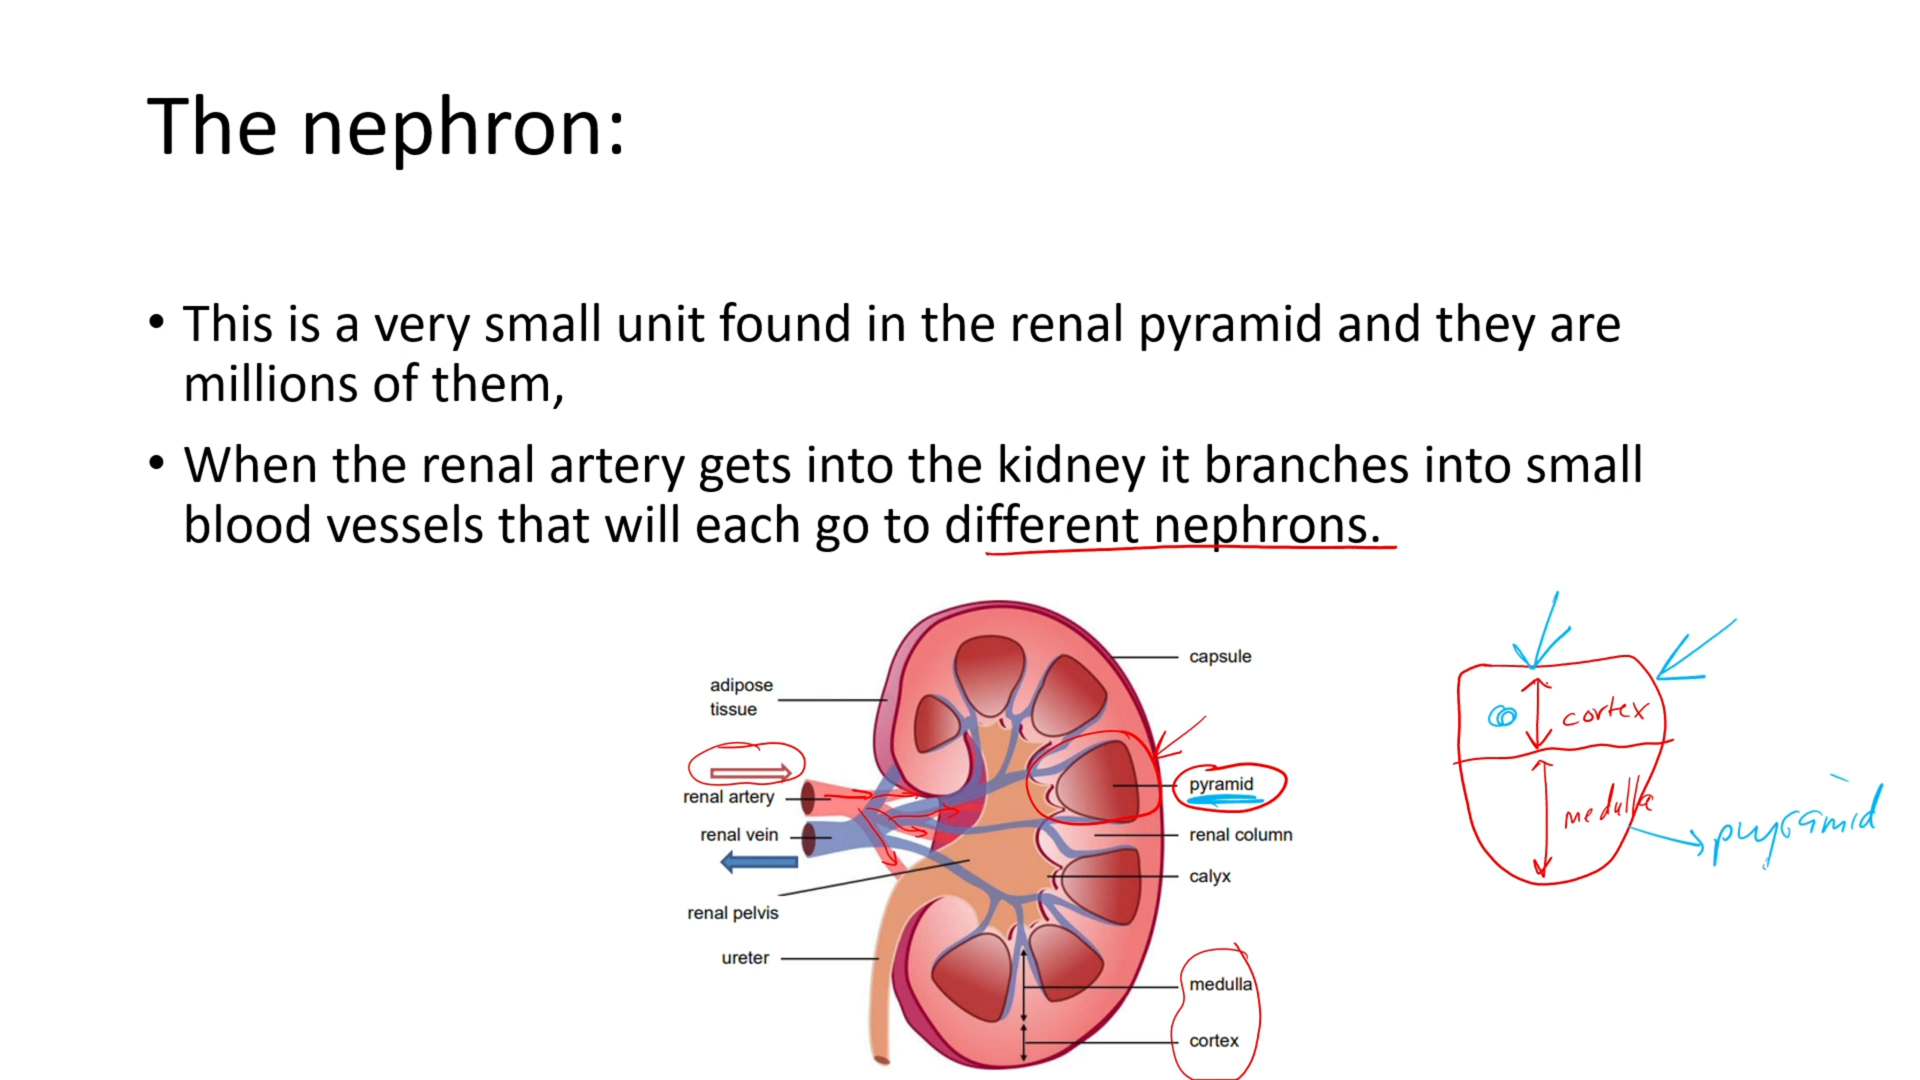 The nephron:
• This is a very small unit found in the renal pyramid and they are
millions of them,
• When the renal artery gets into the kidney it branches into small
blood vessels that will each go to different nephrons.
capsule
adipose
tissue
renal artery
pyramid
renal vein
renal column
calyx
renal pelvis
ureter
medulla
cortex
cortex
medulla
pyramid